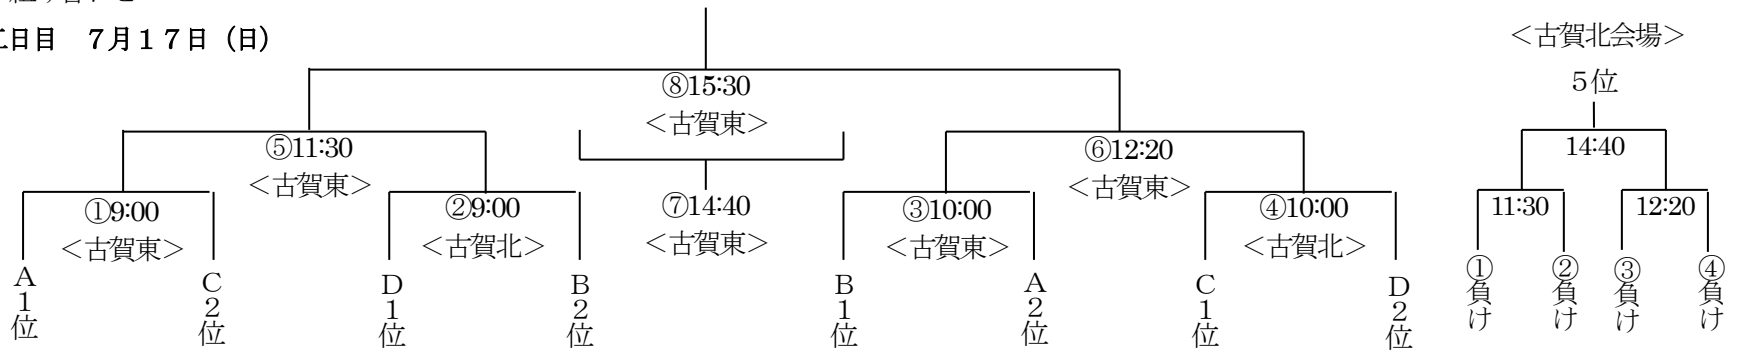 二日目 ７月１７日（日）
＜古賀北会場＞
５位
⑧15:30
＜古賀東＞
⑤11:30
＜古賀東＞
⑥12:20
＜古賀東＞
14:40
①9:00
＜古賀東＞
②9:00
＜古賀北＞
⑦14:40
＜古賀東＞
③10:00
＜古賀東＞
④10:00
＜古賀北＞
11:30
12:20
Ａ１位
Ｃ２位
Ｄ１位
Ｂ２位
Ｂ１位
Ａ２位
Ｃ１位
Ｄ２位
①負け
②負け
③負け
④負け